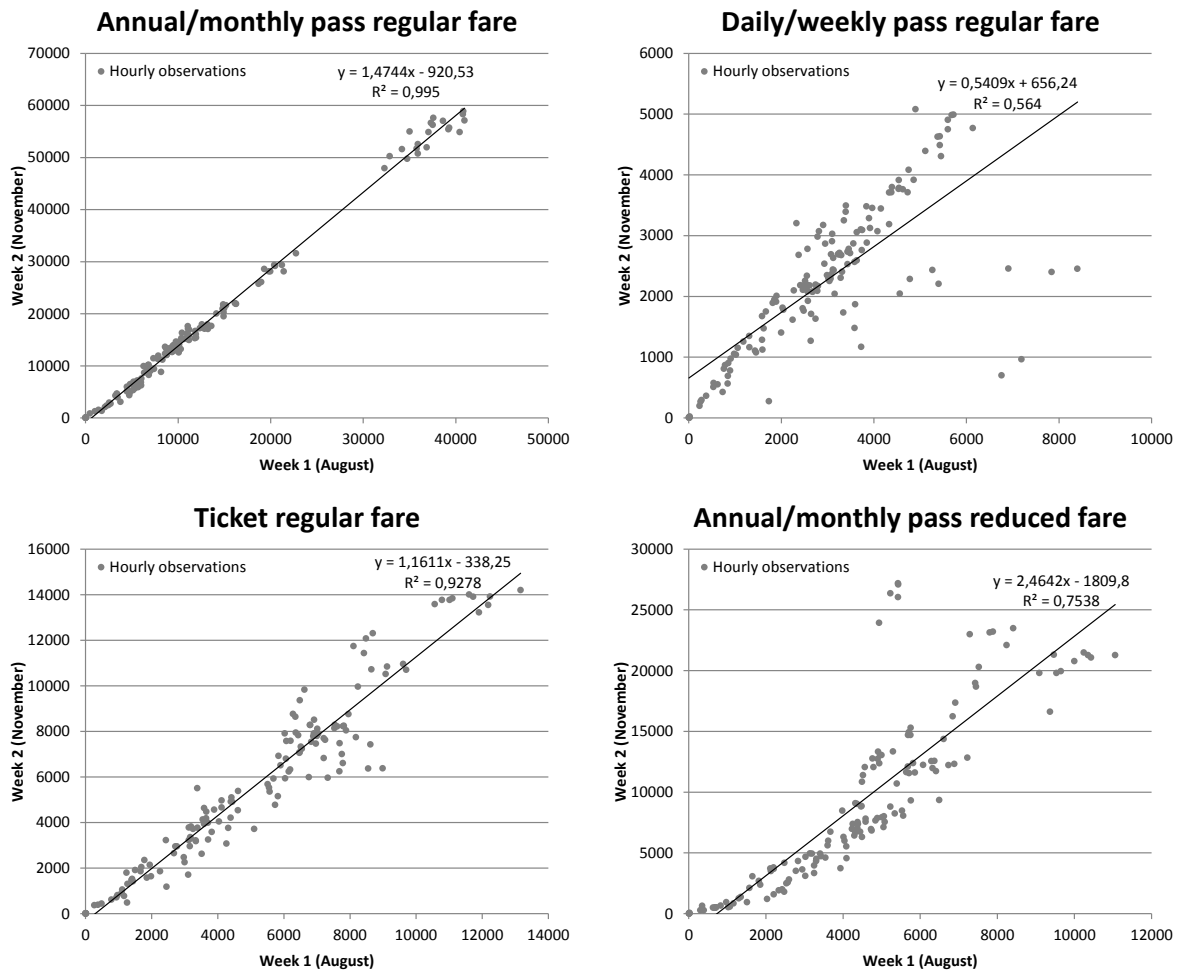 Annual/monthly pass regular fare
70000
60000
50000
40000
30000
20000
10000
0
Week 2 (November)
Hourly observations
y = 1,4744x - 920,53
R² = 0,995
0 10000 20000 30000 40000 50000
Week 1 (August)
Daily/weekly pass regular fare
6000
5000
4000
3000
2000
1000
0
Week 2 (November)
Hourly observations
y = 0,5409x + 656,24
R² = 0,564
0 2000 4000 6000 8000 10000
Week 1 (August)
Ticket regular fare
16000
14000
12000
10000
8000
6000
4000
2000
0
Week 2 (November)
Hourly observations
y = 1,1611x - 338,25
R² = 0,9278
0 2000 4000 6000 8000 10000 12000 14000
Week 1 (August)
Annual/monthly pass reduced fare
30000
25000
20000
15000
10000
5000
0
Week 2 (November)
Hourly observations
y = 2,4642x - 1809,8
R² = 0,7538
0 2000 4000 6000 8000 10000 12000
Week 1 (August)